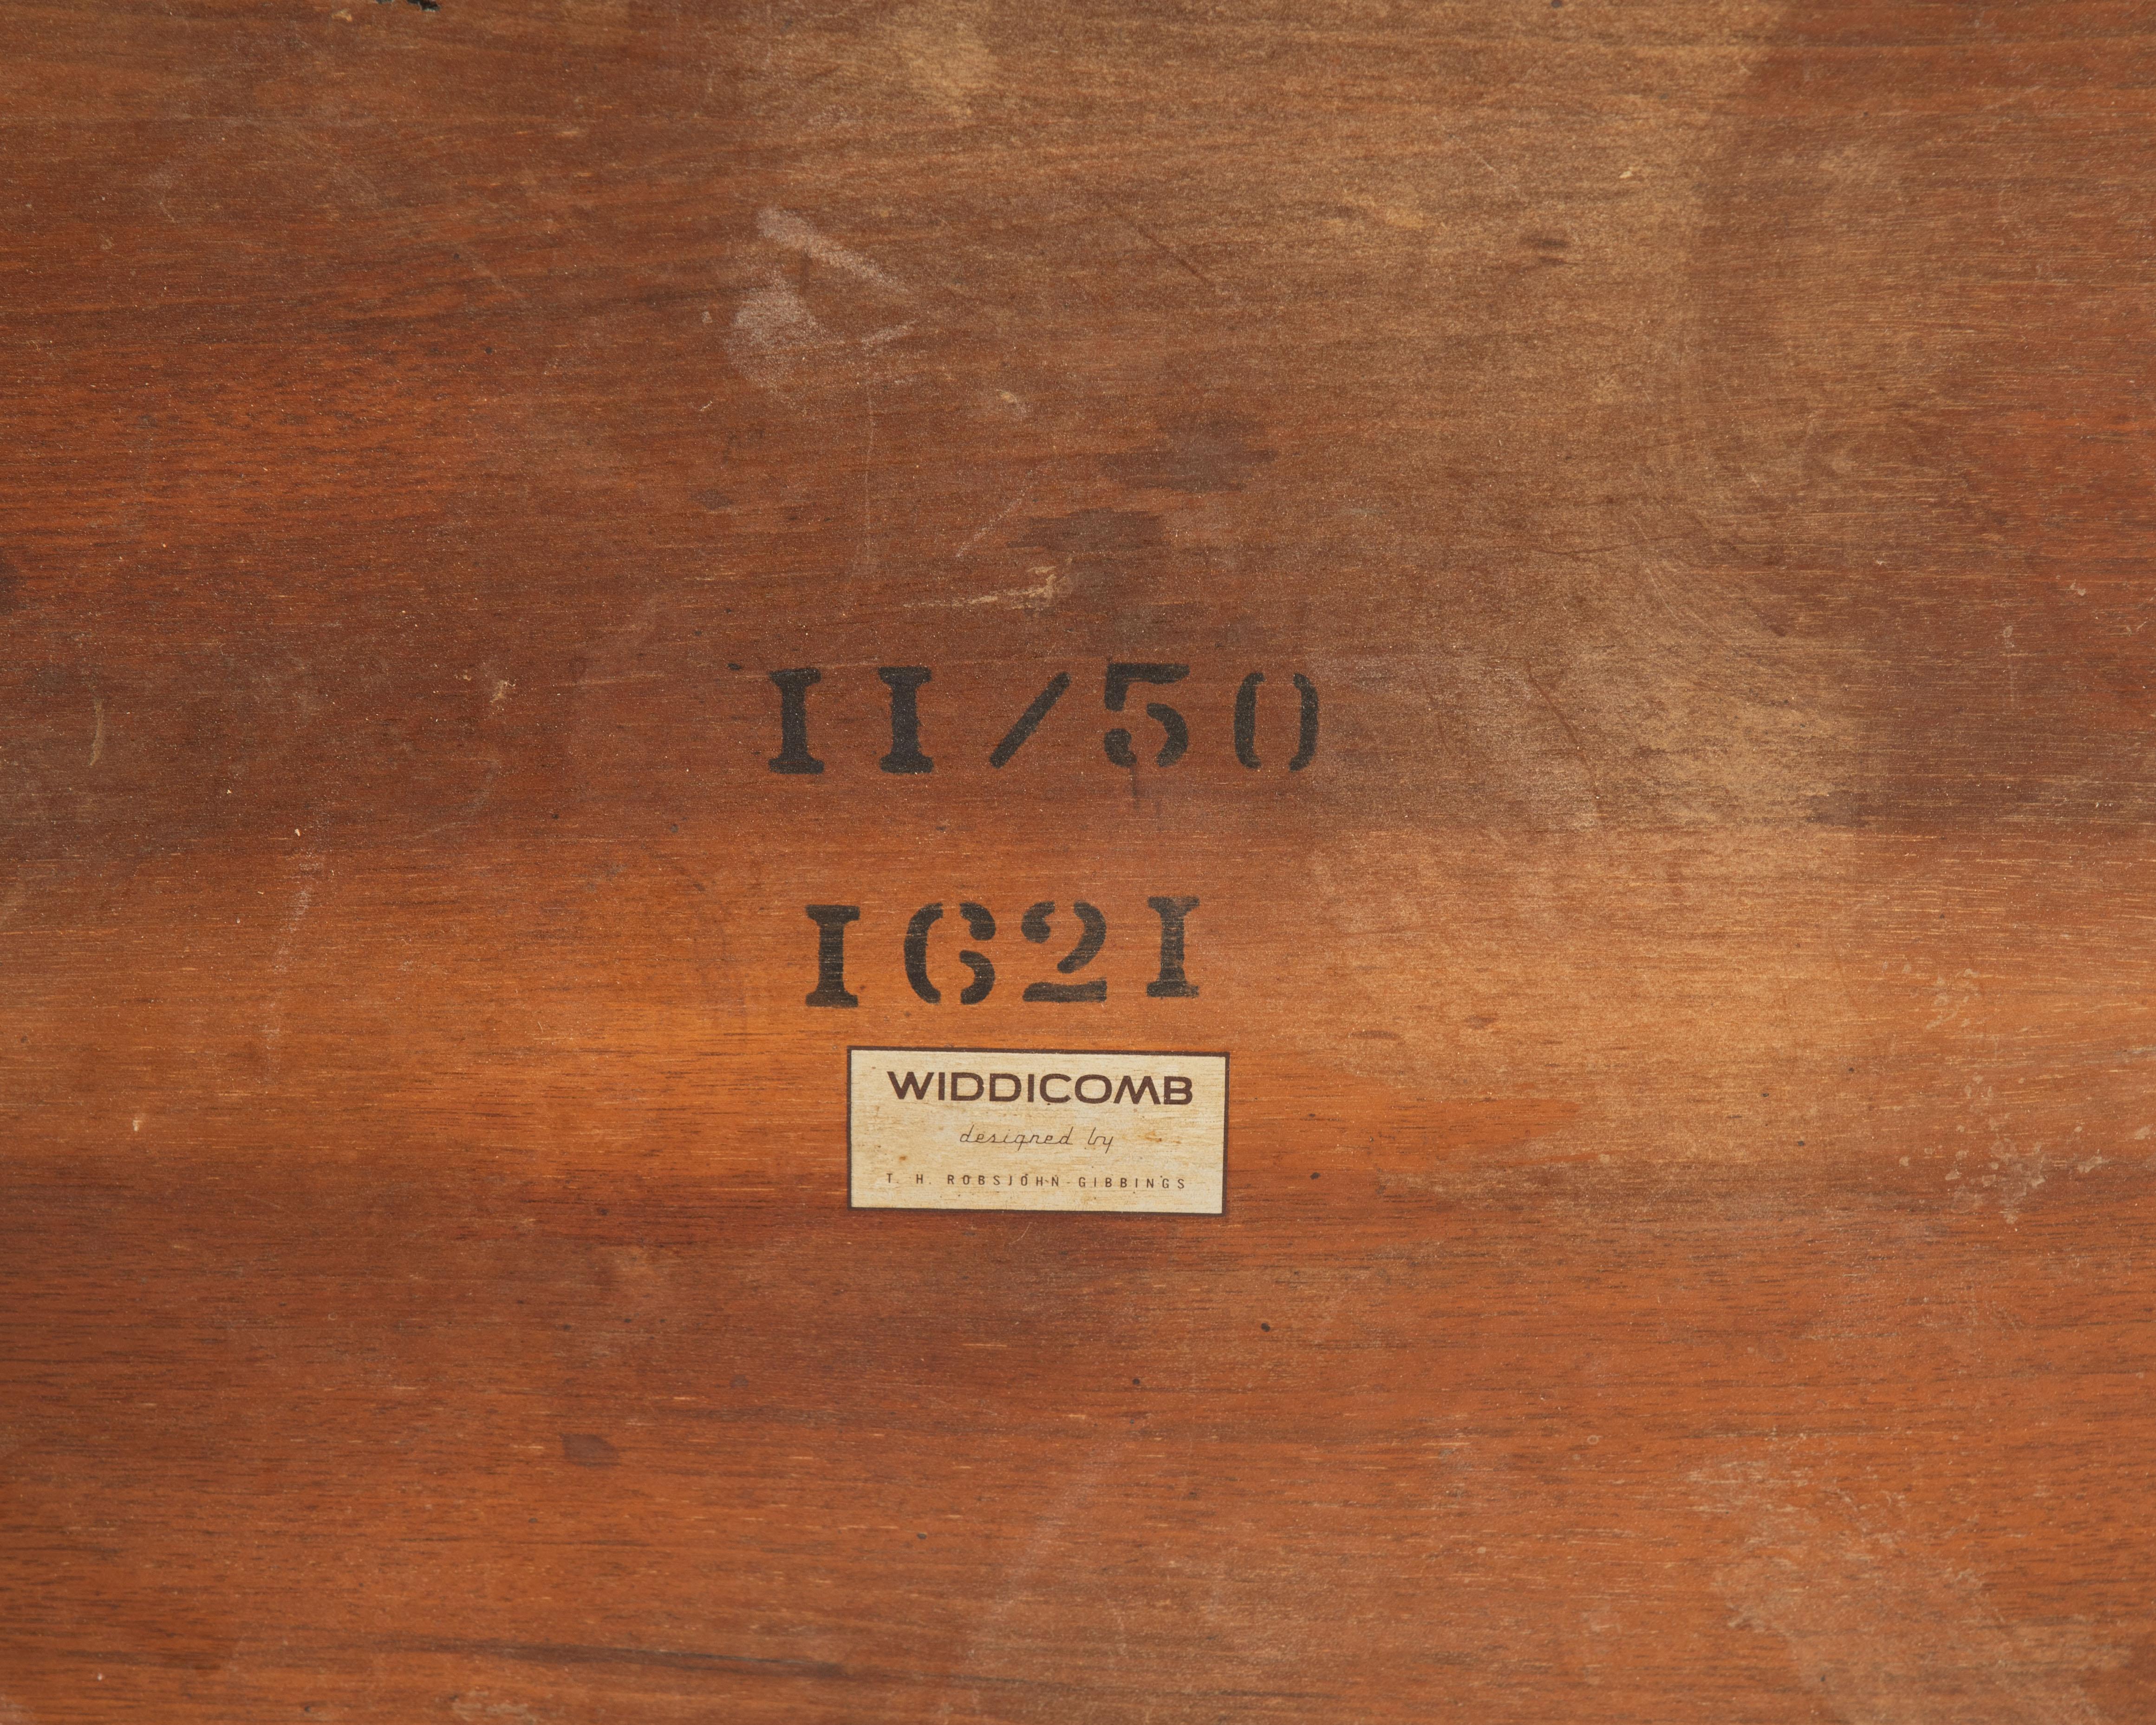 11/50
1621
WIDDICOMB
designed by
T. H. ROBSJOHN-GIBBINGS